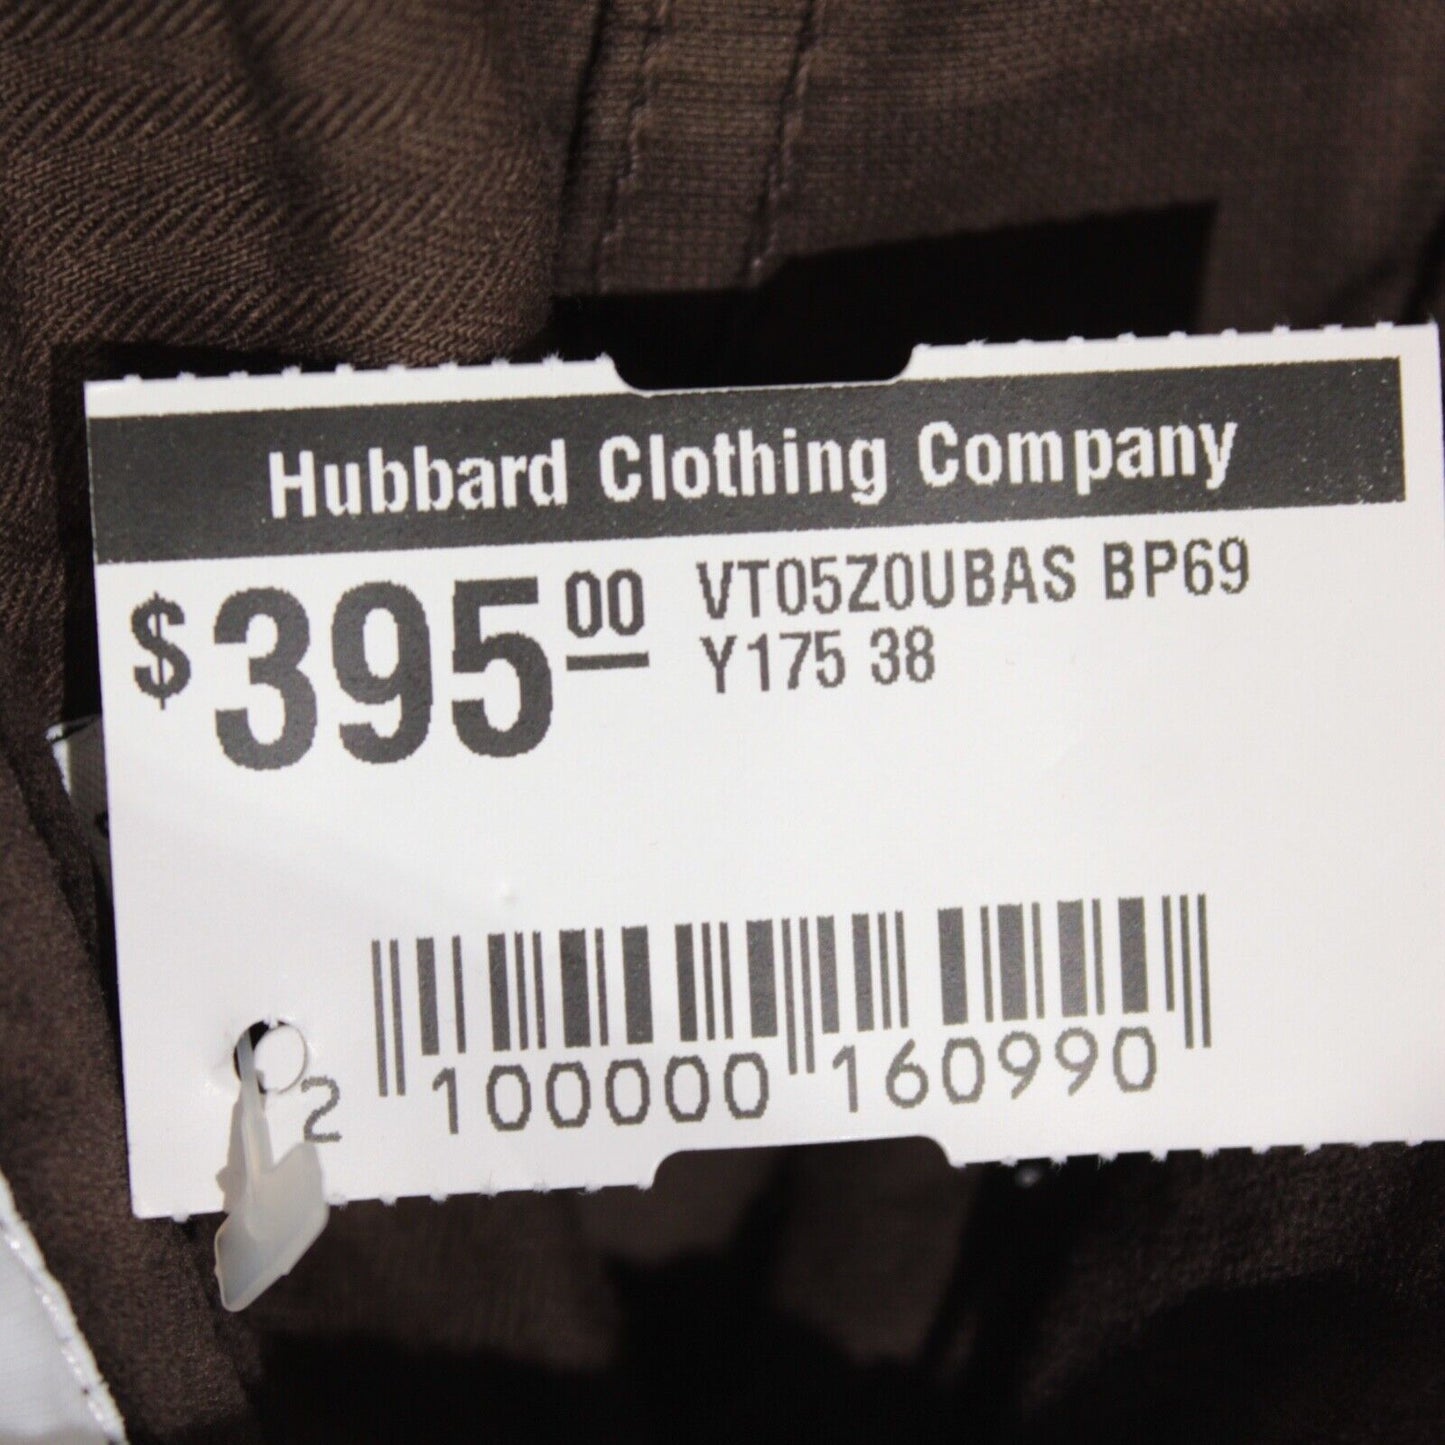 Hubbard Clothing Company
$395.00
VT05Z0UBAS BP69
Y175 38
2 100000 160990